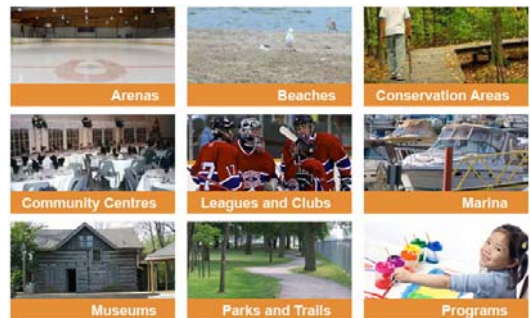 Arenas
Beaches
Conservation Areas
Community Centres
Leagues and Clubs
Marina
Museums
Parks and Trails
Programs